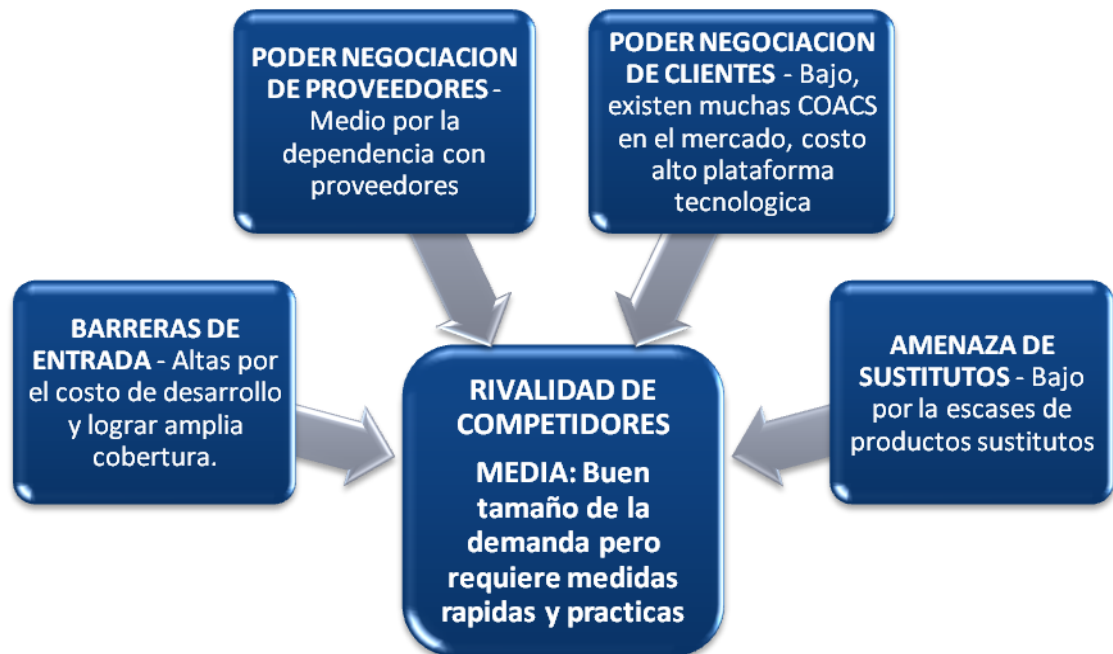 PODER NEGOCIACION
DE PROVEEDORES -
Medio por la
dependencia con
proveedores
PODER NEGOCIACION
DE CLIENTES - Bajo,
existen muchas COACS
en el mercado, costo
alto plataforma
tecnologica
BARRERAS DE
ENTRADA - Altas por
el costo de desarrollo
y lograr amplia
cobertura.
RIVALIDAD DE
COMPETIDORES
MEDIA: Buen
tamaño de la
demanda pero
requiere medidas
rapidas y practicas
AMENAZA DE
SUSTITUTOS - Bajo
por la escases de
productos sustitutos